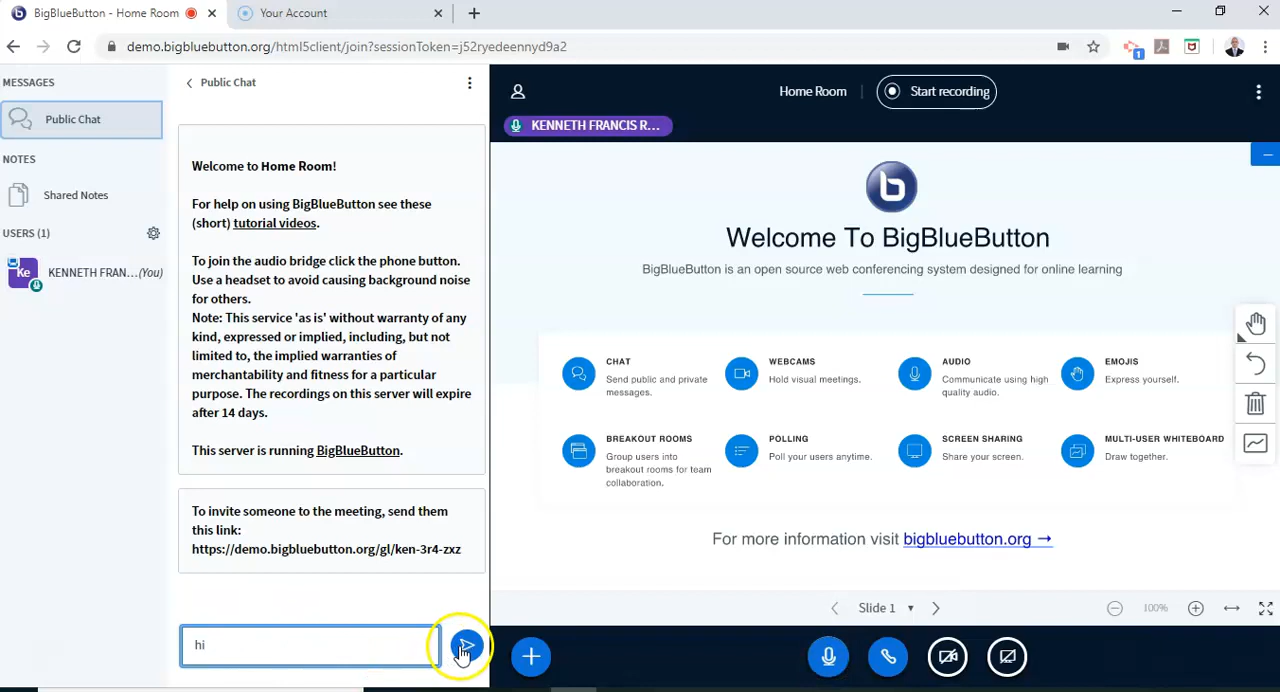 BigBlueButton - Home Room
Your Account
demo.bigbluebutton.org/html5client/join?sessionToken=j52ryedeennyd9a2
1
MESSAGES
Public Chat
NOTES
Shared Notes
USERS (1)
Ke
KENNETH FRAN... (You)
Public Chat
Welcome to Home Room!
For help on using BigBlueButton see these
(short) tutorial videos.
To join the audio bridge click the phone button.
Use a headset to avoid causing background noise
for others.
Note: This service 'as is' without warranty of any
kind, expressed or implied, including, but not
limited to, the implied warranties of
merchantability and fitness for a particular
purpose. The recordings on this server will expire
after 14 days.
This server is running BigBlueButton.
To invite someone to the meeting, send them
this link:
https://demo.bigbluebutton.org/gl/ken-3r4-zxz
hi
Home Room
Start recording
KENNETH FRANCIS R...
b
Welcome To BigBlueButton
BigBlueButton is an open source web conferencing system designed for online learning
CHAT
Send public and private
messages.
WEBCAMS
Hold visual meetings.
AUDIO
Communicate using high
quality audio.
EMOJIS
Express yourself.
BREAKOUT ROOMS
Group users into
breakout rooms for team
collaboration.
POLLING
Poll your users anytime.
SCREEN SHARING
Share your screen.
MULTI-USER WHITEBOARD
Draw together.
For more information visit bigbluebutton.org →
Slide 1
100%